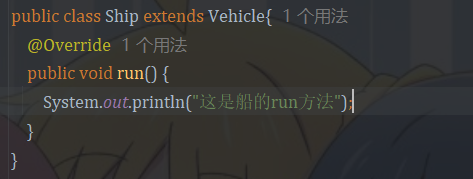 public class Ship extends Vehicle{ 1个用法
@Override 1个用法
public void run() {
System.out.println("这是船的run方法");
}
}